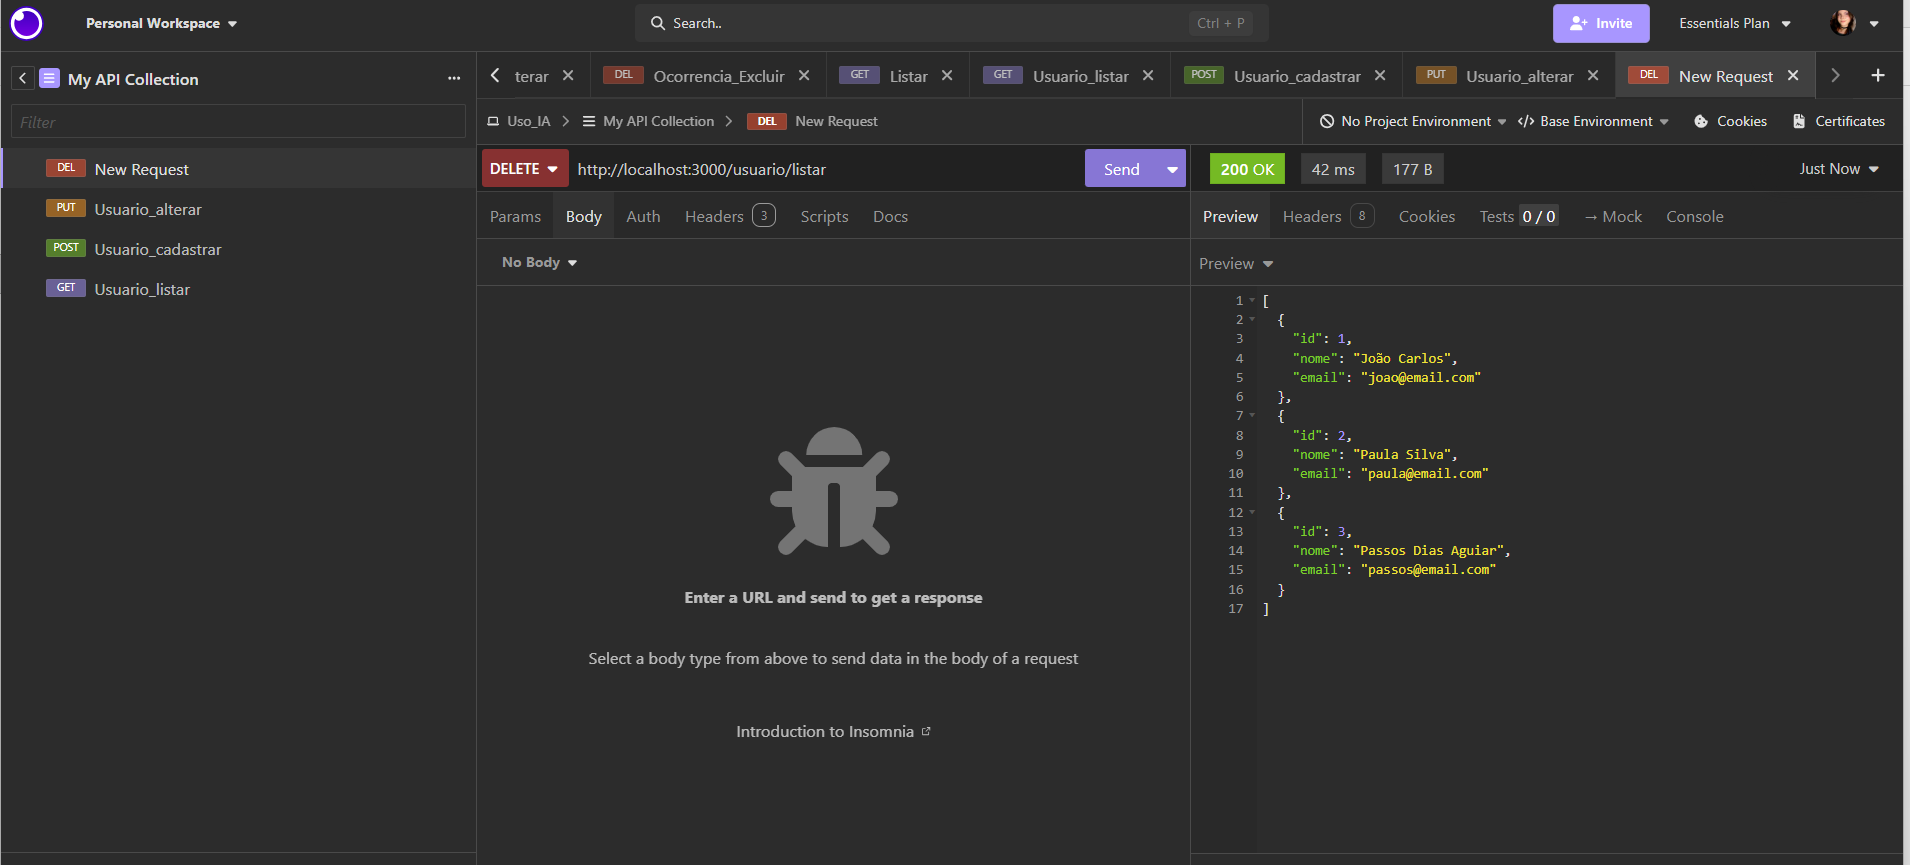 Personal Workspace
Search..
Ctrl + P
Invite
Essentials Plan
My API Collection
Filter
DEL New Request
PUT Usuario_alterar
POST Usuario_cadastrar
GET Usuario_listar
terar
DEL Ocorrencia_Excluir
GET Listar
GET Usuario_listar
POST Usuario_cadastrar
PUT Usuario_alterar
DEL New Request
Uso_IA
My API Collection
DEL New Request
No Project Environment
Base Environment
Cookies
Certificates
DELETE http://localhost:3000/usuario/listar Send
Params Body Auth Headers 3 Scripts Docs
No Body
Enter a URL and send to get a response
Select a body type from above to send data in the body of a request
Introduction to Insomnia
200 OK 42 ms 177 B Just Now
Preview Headers 8 Cookies Tests 0 / 0 → Mock Console
Preview
1 [
2 {
3 "id": 1,
4 "nome": "João Carlos",
5 "email": "joao@email.com"
6 },
7 {
8 "id": 2,
9 "nome": "Paula Silva",
10 "email": "paula@email.com"
11 },
12 {
13 "id": 3,
14 "nome": "Passos Dias Aguiar",
15 "email": "passos@email.com"
16 }
17 ]